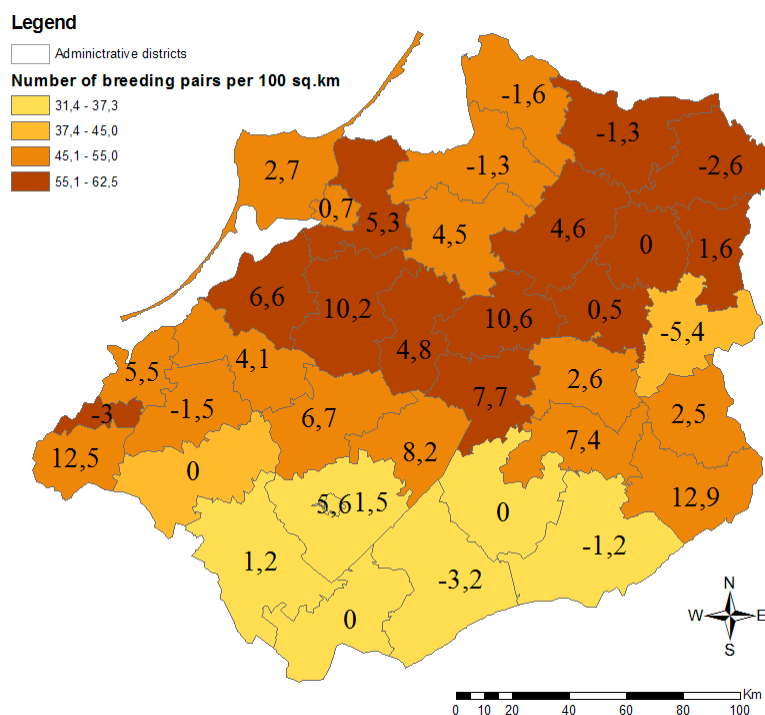 Legend
Adminictrative districts
Number of breeding pairs per 100 sq.km
31,4 - 37,3
37,4 - 45,0
45,1 - 55,0
55,1 - 62,5
-1,6
-1,3
-2,6
2,7
-1,3
0,7
5,3
4,5
4,6
0
1,6
6,6
10,2
10,6
0,5
-5,4
4,8
5,5
4,1
2,6
7,7
-3
-1,5
6,7
2,5
7,4
12,5
0
8,2
12,9
5,6
1,5
0
-1,2
1,2
-3,2
0
N
W
E
S
Km
0 10 20 40 60 80 100